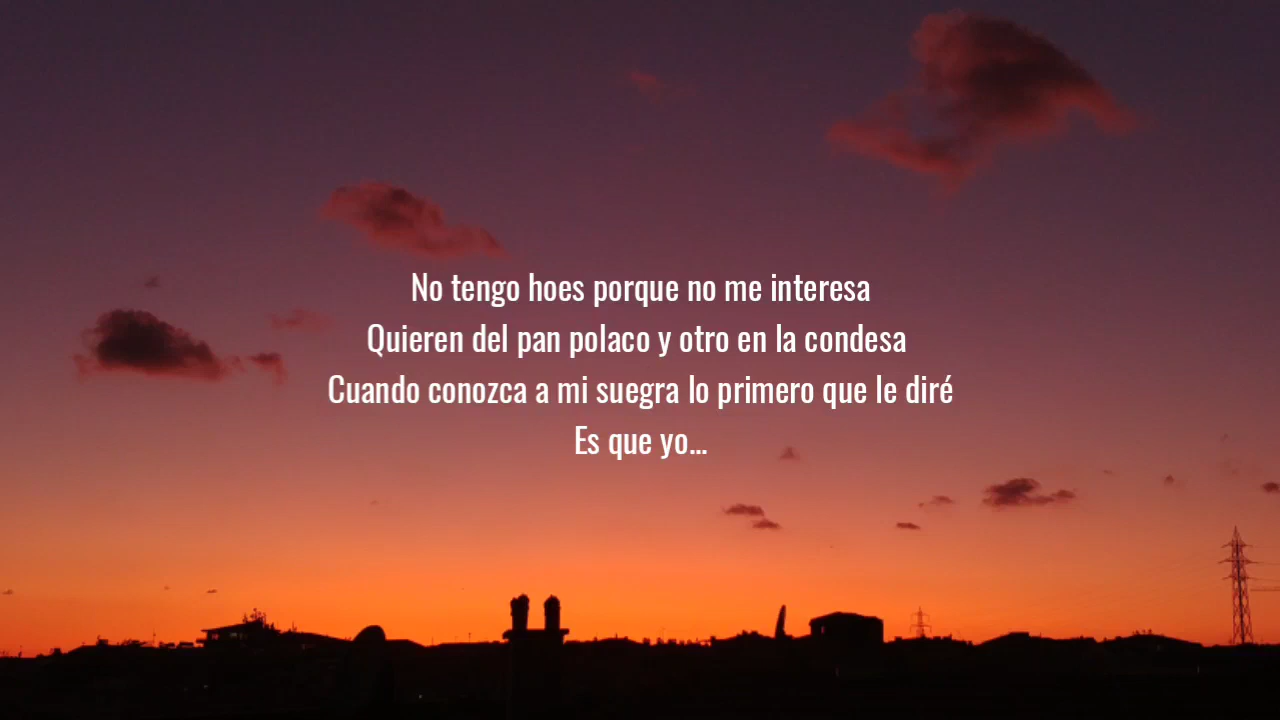 No tengo hoes porque no me interesa
Quieren del pan polaco y otro en la condesa
Cuando conozca a mi suegra lo primero que le diré
Es que yo...